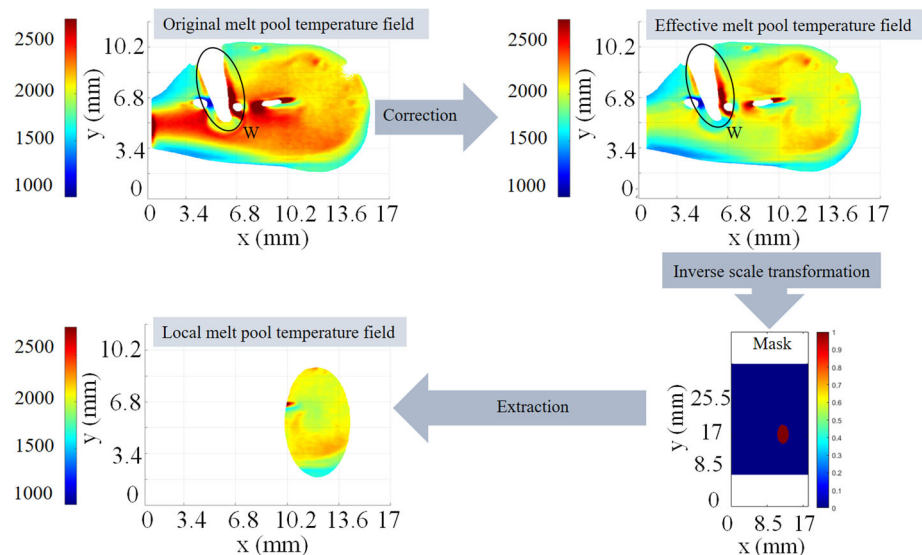 Original melt pool temperature field
2500
2000
1500
1000
10.2
6.8
3.4
0
y (mm)
W
0 3.4 6.8 10.2 13.6 17
x (mm)
Correction
Effective melt pool temperature field
2500
2000
1500
1000
10.2
6.8
3.4
0
y (mm)
W
0 3.4 6.8 10.2 13.6 17
x (mm)
Inverse scale transformation
Mask
25.5
17
8.5
0
y (mm)
0 8.5 17
x (mm)
1
0.9
0.8
0.7
0.6
0.5
0.4
0.3
0.2
0.1
0
Extraction
Local melt pool temperature field
2500
2000
1500
1000
10.2
6.8
3.4
0
y (mm)
0 3.4 6.8 10.2 13.6 17
x (mm)